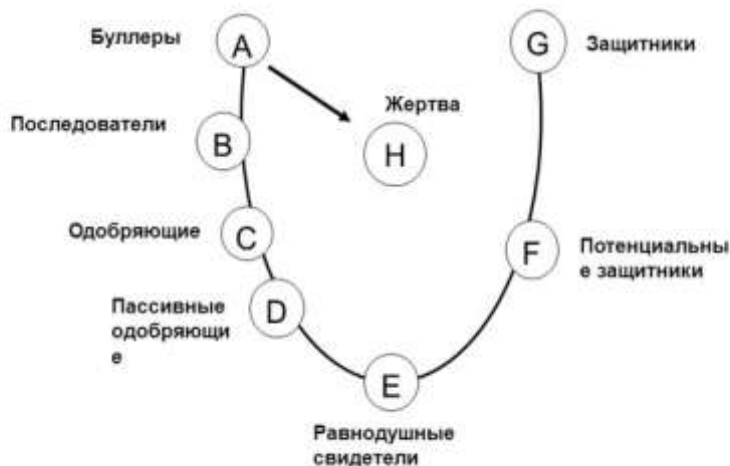 Буллеры
A
G
Защитники
Последователи
B
Жертва
H
Одобряющие
C
F
Потенциальны
е защитники
Пассивные
одобряющи
е
D
E
Равнодушные
свидетели